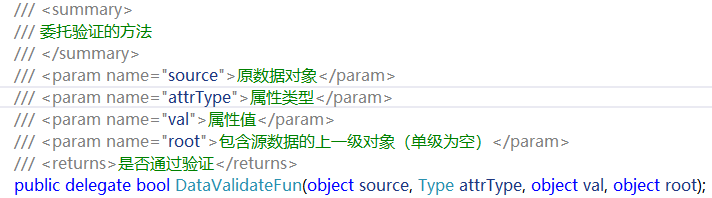 /// <summary>
/// 委托验证的方法
/// </summary>
/// <param name="source">原数据对象</param>
/// <param name="attrType">属性类型</param>
/// <param name="val">属性值</param>
/// <param name="root">包含源数据的上一级对象（单级为空）</param>
/// <returns>是否通过验证</returns>
public delegate bool DataValidateFun(object source, Type attrType, object val, object root);